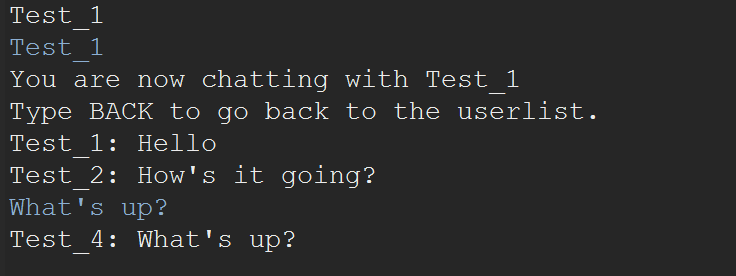 Test_1
Test_1
You are now chatting with Test_1
Type BACK to go back to the userlist.
Test_1: Hello
Test_2: How's it going?
What's up?
Test_4: What's up?